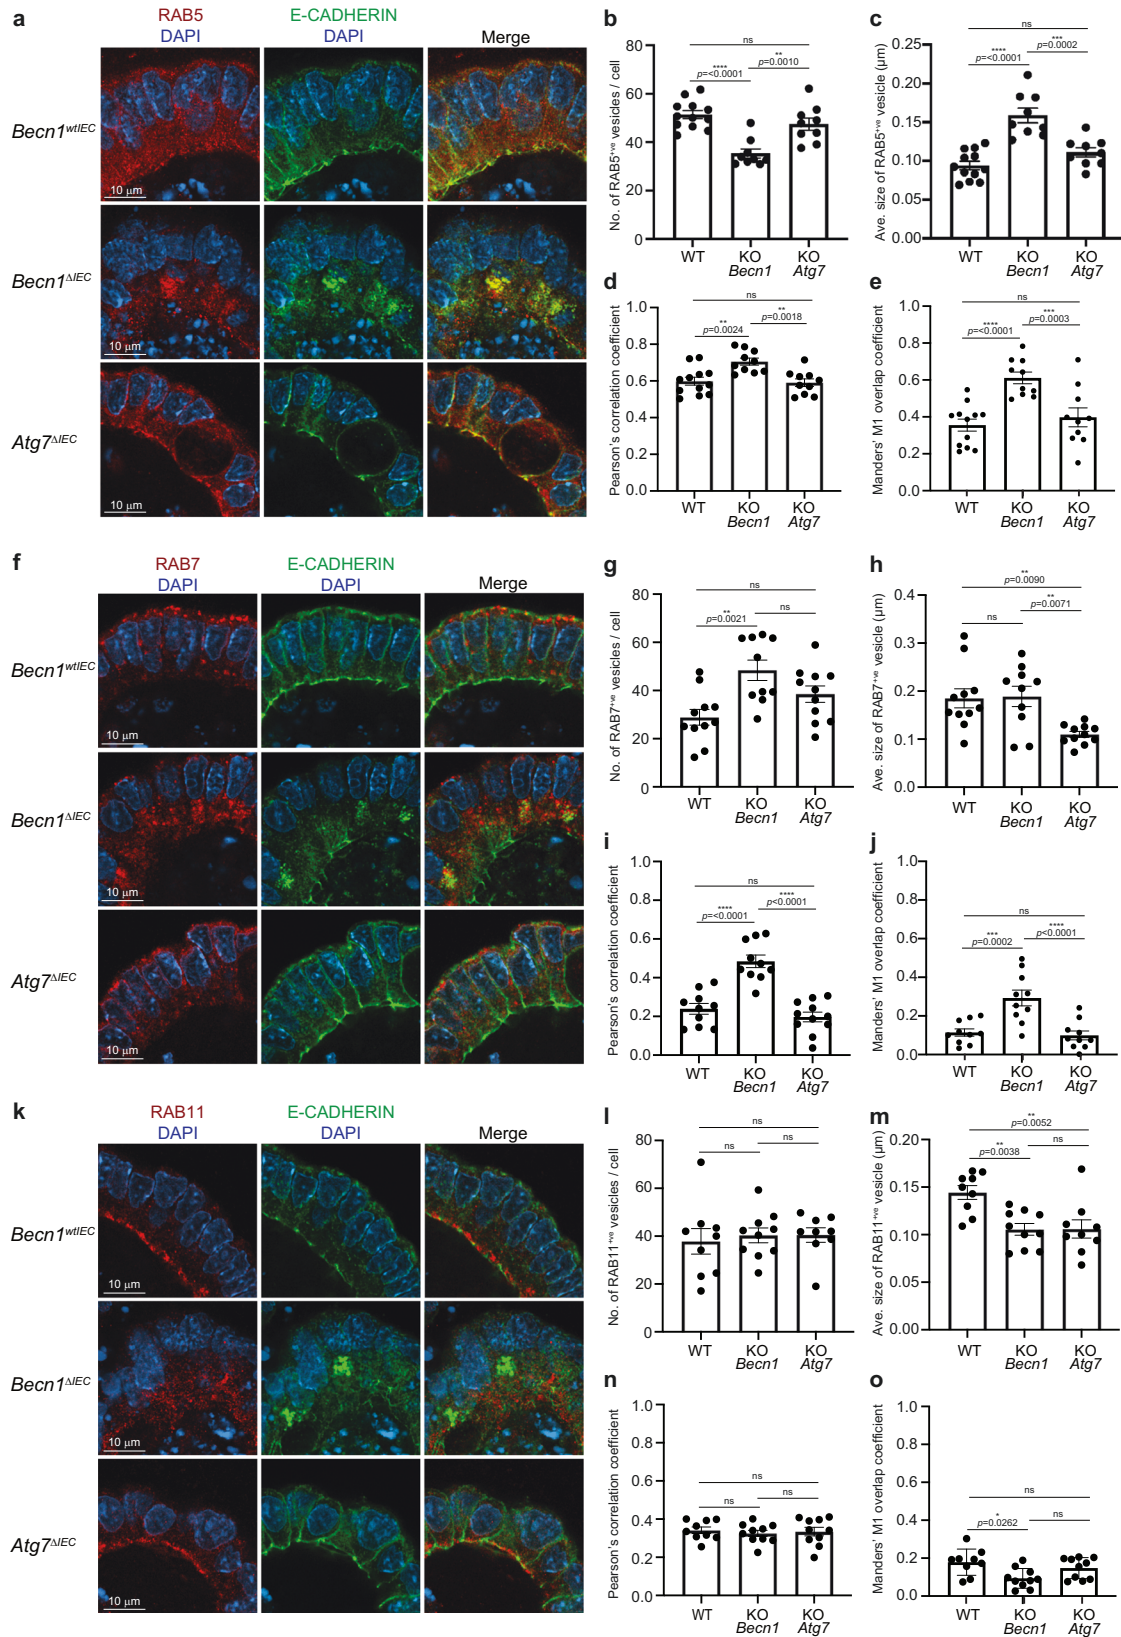 a
RAB5
DAPI
E-CADHERIN
DAPI
Merge
Becn1wtIEC
10 μm
Becn1ΔIEC
10 μm
Atg7ΔIEC
10 μm
b
No. of RAB5+ve vesicles / cell
80
60
40
20
0
ns
****
p=<0.0001
**
p=0.0010
WT
KO
Becn1
KO
Atg7
c
Ave. size of RAB5+ve vesicle (μm)
0.25
0.20
0.15
0.10
0.05
0.00
ns
****
p=<0.0001
***
p=0.0002
WT
KO
Becn1
KO
Atg7
d
Pearson's correlation coefficient
1.0
0.8
0.6
0.4
0.2
0.0
ns
**
p=0.0024
**
p=0.0018
WT
KO
Becn1
KO
Atg7
e
Manders' M1 overlap coefficient
1.0
0.8
0.6
0.4
0.2
0.0
ns
****
p=<0.0001
***
p=0.0003
WT
KO
Becn1
KO
Atg7
f
RAB7
DAPI
E-CADHERIN
DAPI
Merge
Becn1wtIEC
10 μm
Becn1ΔIEC
10 μm
Atg7ΔIEC
10 μm
g
No. of RAB7+ve vesicles / cell
80
60
40
20
0
ns
**
p=0.0021
ns
WT
KO
Becn1
KO
Atg7
h
Ave. size of RAB7+ve vesicle (μm)
0.4
0.3
0.2
0.1
0.0
**
p=0.0090
**
p=0.0071
ns
WT
KO
Becn1
KO
Atg7
i
Pearson's correlation coefficient
1.0
0.8
0.6
0.4
0.2
0.0
ns
****
p=<0.0001
****
p<0.0001
WT
KO
Becn1
KO
Atg7
j
Manders' M1 overlap coefficient
1.0
0.8
0.6
0.4
0.2
0.0
ns
***
p=0.0002
****
p<0.0001
WT
KO
Becn1
KO
Atg7
k
RAB11
DAPI
E-CADHERIN
DAPI
Merge
Becn1wtIEC
10 μm
Becn1ΔIEC
10 μm
Atg7ΔIEC
10 μm
l
No. of RAB11+ve vesicles / cell
80
60
40
20
0
ns
ns
ns
WT
KO
Becn1
KO
Atg7
m
Ave. size of RAB11+ve vesicle (μm)
0.20
0.15
0.10
0.05
0.00
**
p=0.0052
**
p=0.0038
ns
WT
KO
Becn1
KO
Atg7
n
Pearson's correlation coefficient
1.0
0.8
0.6
0.4
0.2
0.0
ns
ns
ns
WT
KO
Becn1
KO
Atg7
o
Manders' M1 overlap coefficient
1.0
0.8
0.6
0.4
0.2
0.0
ns
*
p=0.0262
ns
WT
KO
Becn1
KO
Atg7